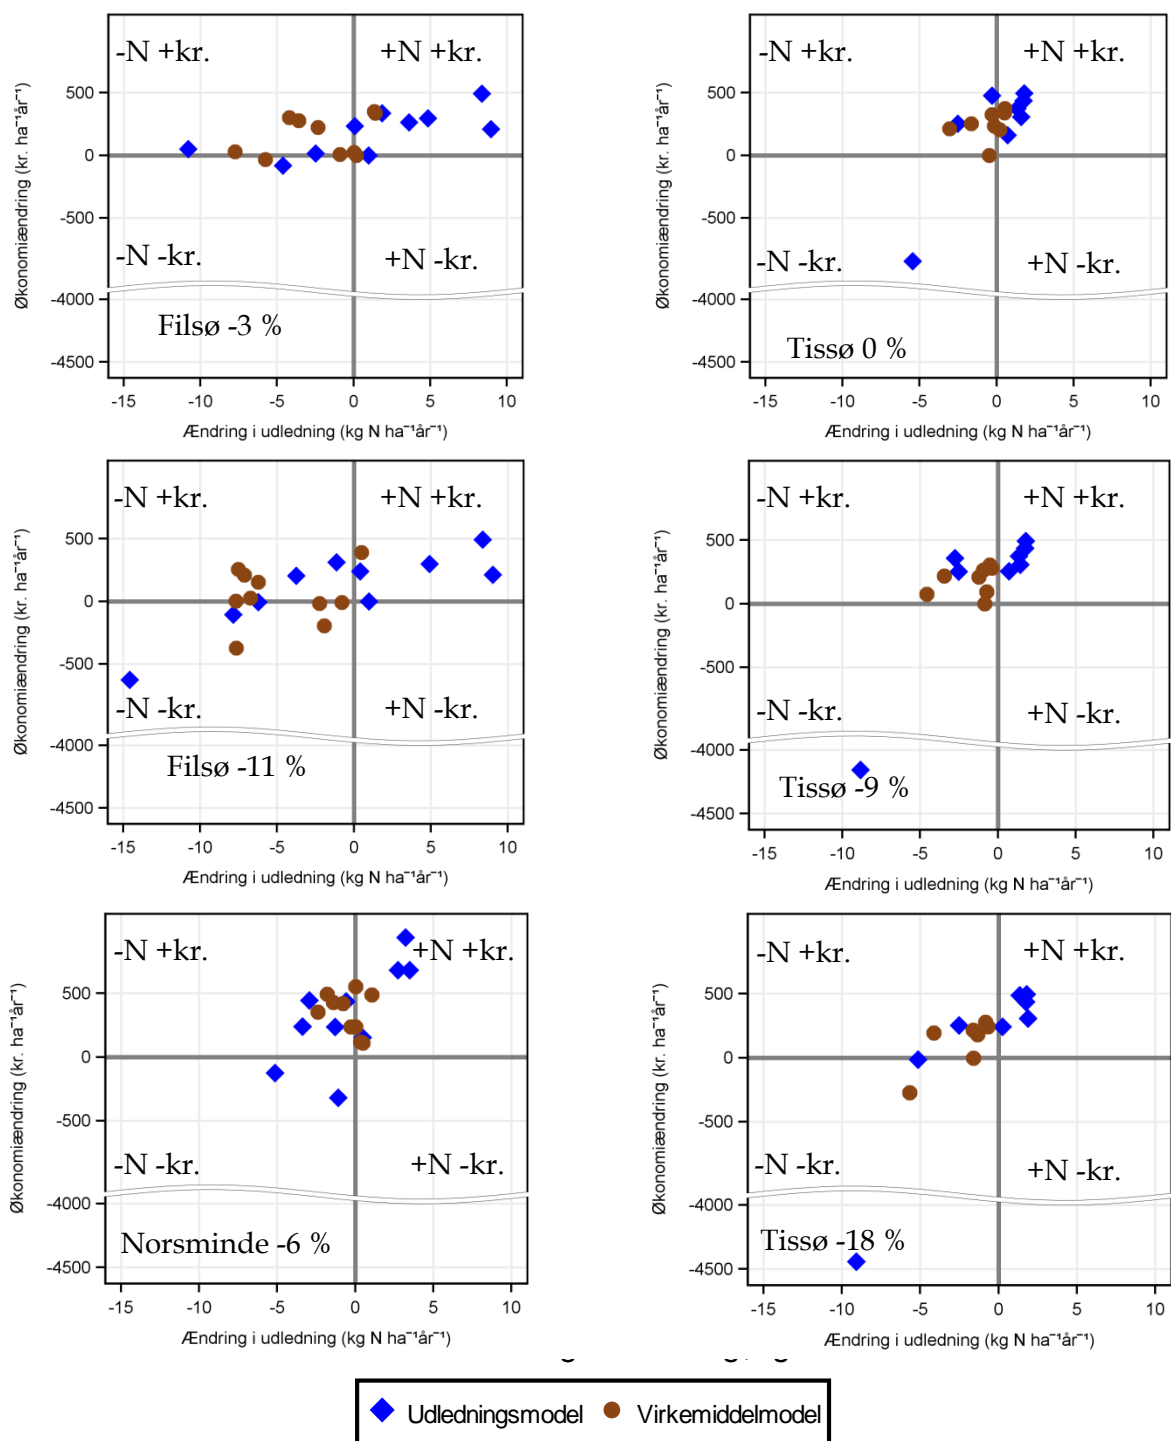 -N +kr.
+N +kr.
500
0
-500
-N -kr.
+N -kr.
-4000
Filsø -3 %
-4500
-15
-10
-5
0
5
10
Økonomiændring (kr. ha⁻¹år⁻¹)
Ændring i udledning (kg N ha⁻¹år⁻¹)
-N +kr.
+N +kr.
500
0
-500
-N -kr.
+N -kr.
-4000
Tissø 0 %
-4500
-15
-10
-5
0
5
10
Økonomiændring (kr. ha⁻¹år⁻¹)
Ændring i udledning (kg N ha⁻¹år⁻¹)
-N +kr.
+N +kr.
500
0
-500
-N -kr.
+N -kr.
-4000
Filsø -11 %
-4500
-15
-10
-5
0
5
10
Økonomiændring (kr. ha⁻¹år⁻¹)
Ændring i udledning (kg N ha⁻¹år⁻¹)
-N +kr.
+N +kr.
500
0
-500
-N -kr.
+N -kr.
-4000
Tissø -9 %
-4500
-15
-10
-5
0
5
10
Økonomiændring (kr. ha⁻¹år⁻¹)
Ændring i udledning (kg N ha⁻¹år⁻¹)
-N +kr.
+N +kr.
500
0
-500
-N -kr.
+N -kr.
-4000
Norsminde -6 %
-4500
-15
-10
-5
0
5
10
Økonomiændring (kr. ha⁻¹år⁻¹)
Ændring i udledning (kg N ha⁻¹år⁻¹)
-N +kr.
+N +kr.
500
0
-500
-N -kr.
+N -kr.
-4000
Tissø -18 %
-4500
-15
-10
-5
0
5
10
Økonomiændring (kr. ha⁻¹år⁻¹)
Ændring i udledning (kg N ha⁻¹år⁻¹)
Udledningsmodel
Virkemiddelmodel